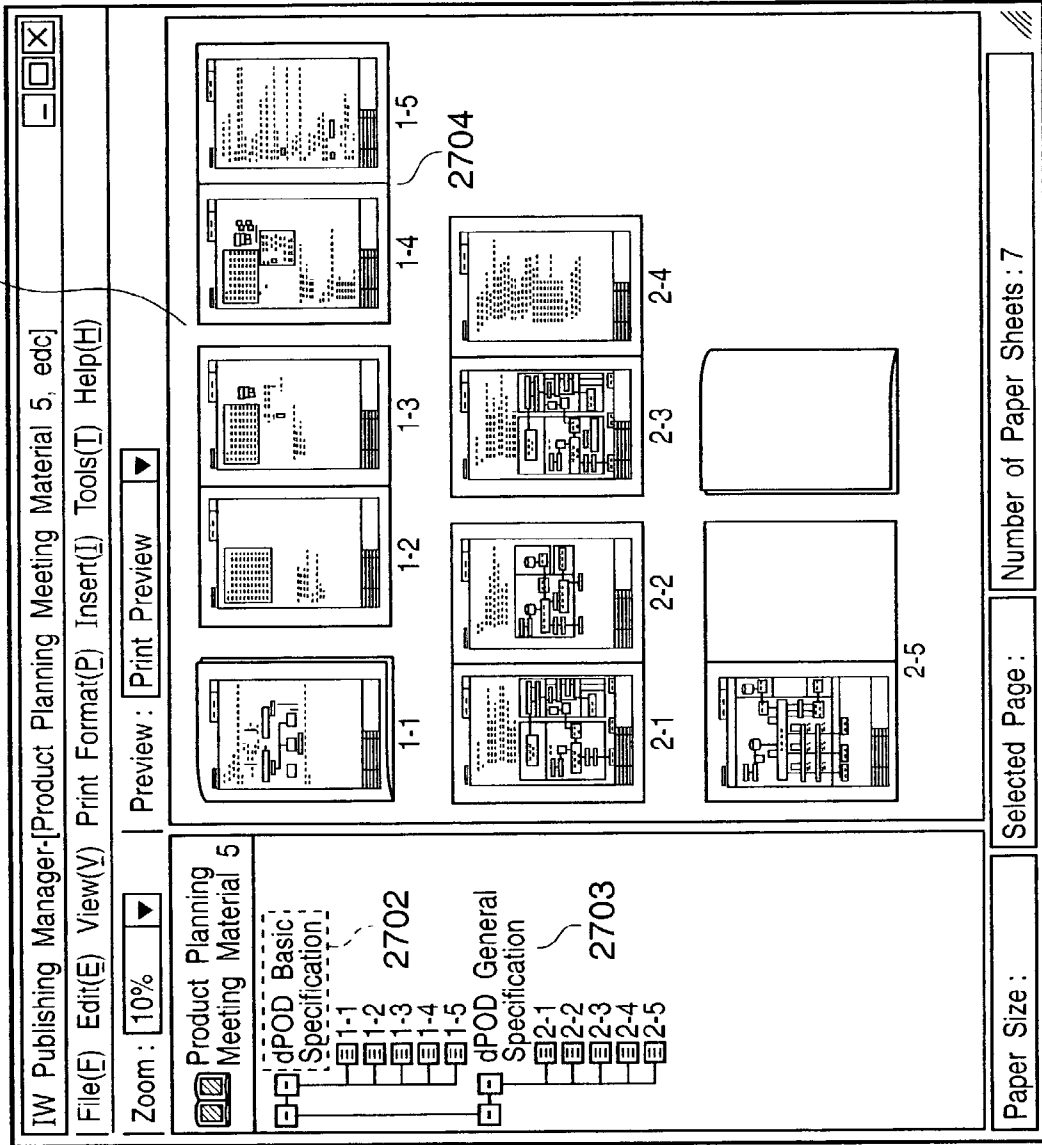 IW Publishing Manager-[Product Planning Meeting Material 5, edc]
File(F) Edit(E) View(V) Print Format(P) Insert(I) Tools(T) Help(H)
Zoom : 10% Preview : Print Preview
Product Planning
Meeting Material 5
dPOD Basic
Specification
2702
1-1
1-2
1-3
1-4
1-5
dPOD General
Specification
2703
2-1
2-2
2-3
2-4
2-5
1-1 1-2 1-3 1-4 1-5
2704
2-1 2-2 2-3 2-4
2-5
Paper Size : Selected Page : Number of Paper Sheets : 7